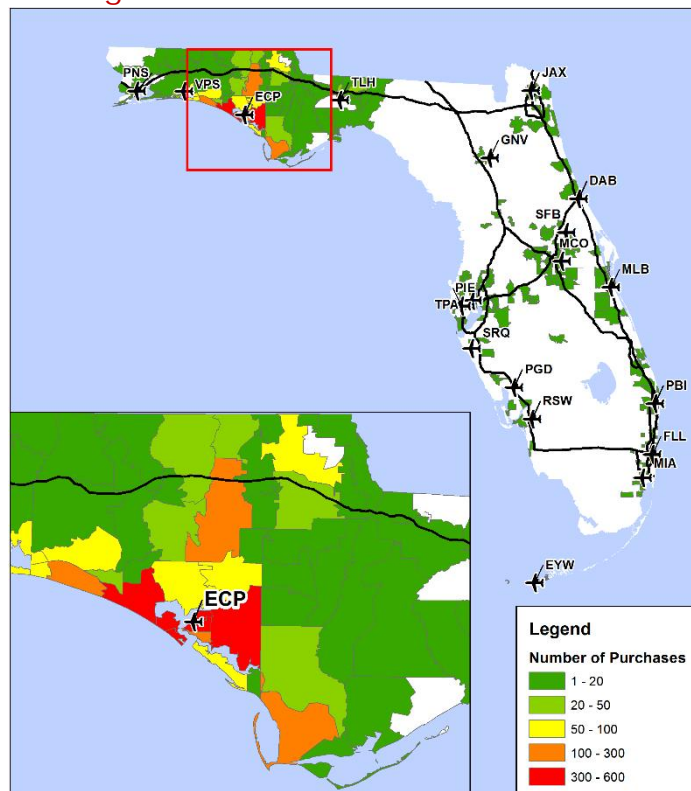 PNS
VPS
ECP
TLH
JAX
GNV
DAB
SFB
MCO
MLB
PIE
TPA
SRQ
PGD
RSW
PBI
FLL
MIA
EYW
ECP
Legend
Number of Purchases
1 - 20
20 - 50
50 - 100
100 - 300
300 - 600